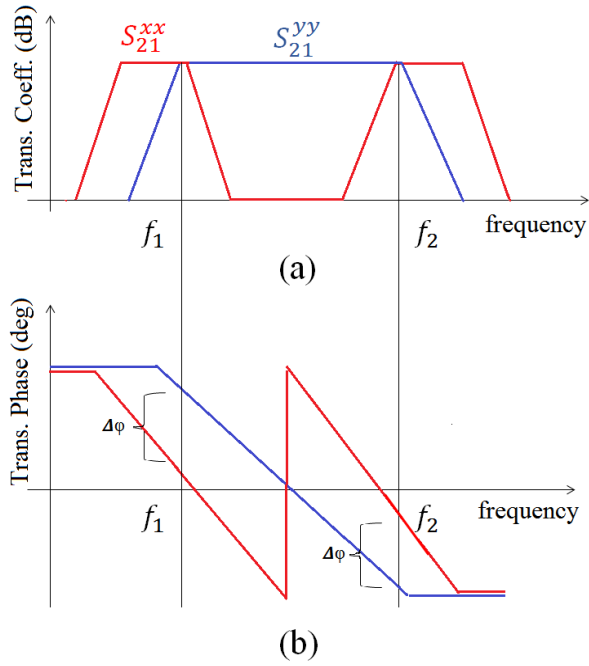 Trans. Coeff. (dB)
S₂₁ˣˣ
S₂₁ʸʸ
f₁
f₂
frequency
(a)
Trans. Phase (deg)
Δφ
f₁
f₂
frequency
Δφ
(b)